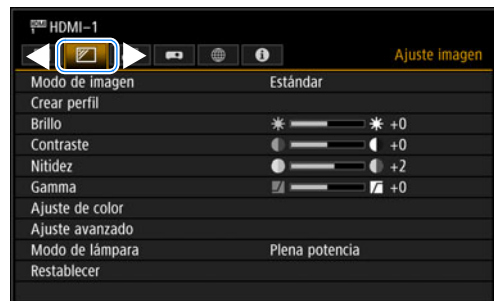 HDMI HDMI-1
Ajuste imagen
Modo de imagen Estándar
Crear perfil
Brillo +0
Contraste +0
Nitidez +2
Gamma +0
Ajuste de color
Ajuste avanzado
Modo de lámpara Plena potencia
Restablecer